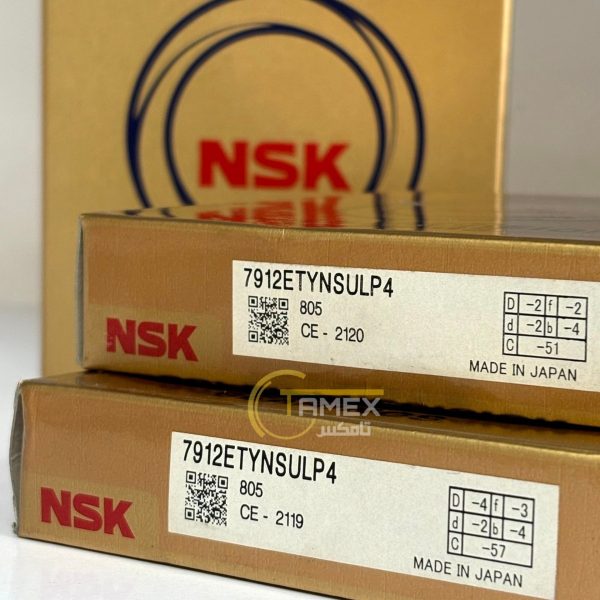 NSK
7912ETYNSULP4
805
CE - 2120
D -2 f -2
d -2 b -4
C -51
MADE IN JAPAN
NSK
TAMEX
تامکس
7912ETYNSULP4
805
CE - 2119
D -4 f -3
d -2 b -4
C -57
MADE IN JAPAN
NSK